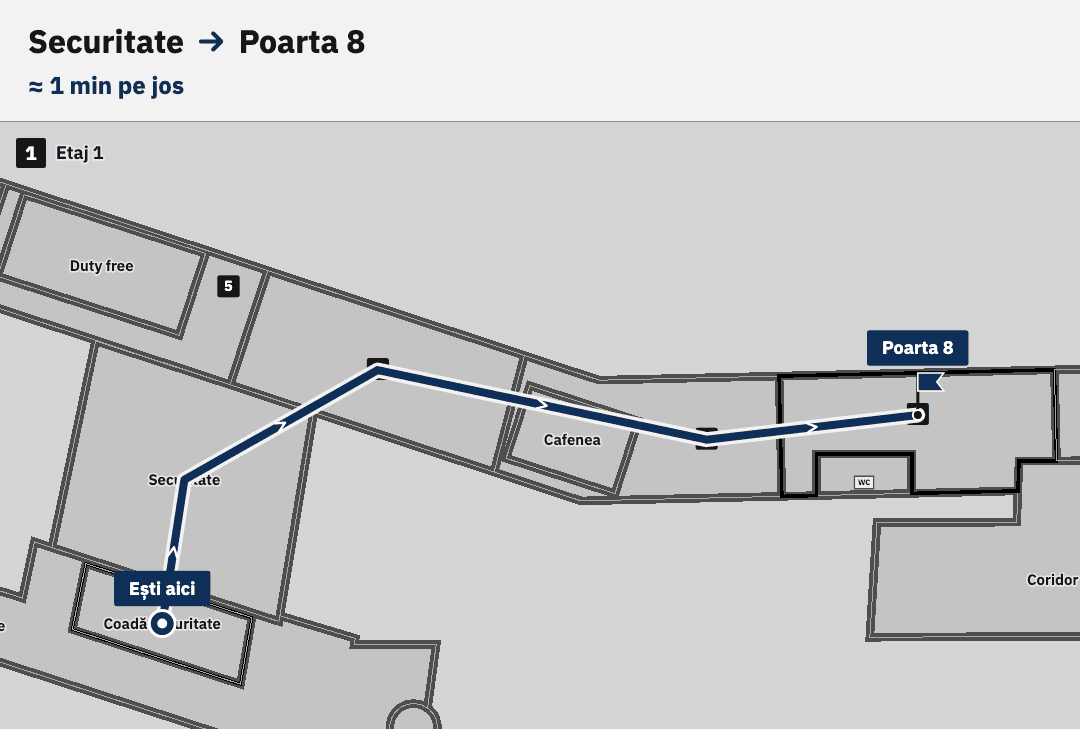 Securitate → Poarta 8
≈ 1 min pe jos
1 Etaj 1
Duty free
5
Poarta 8
Cafenea
WC
Coridor
Ești aici